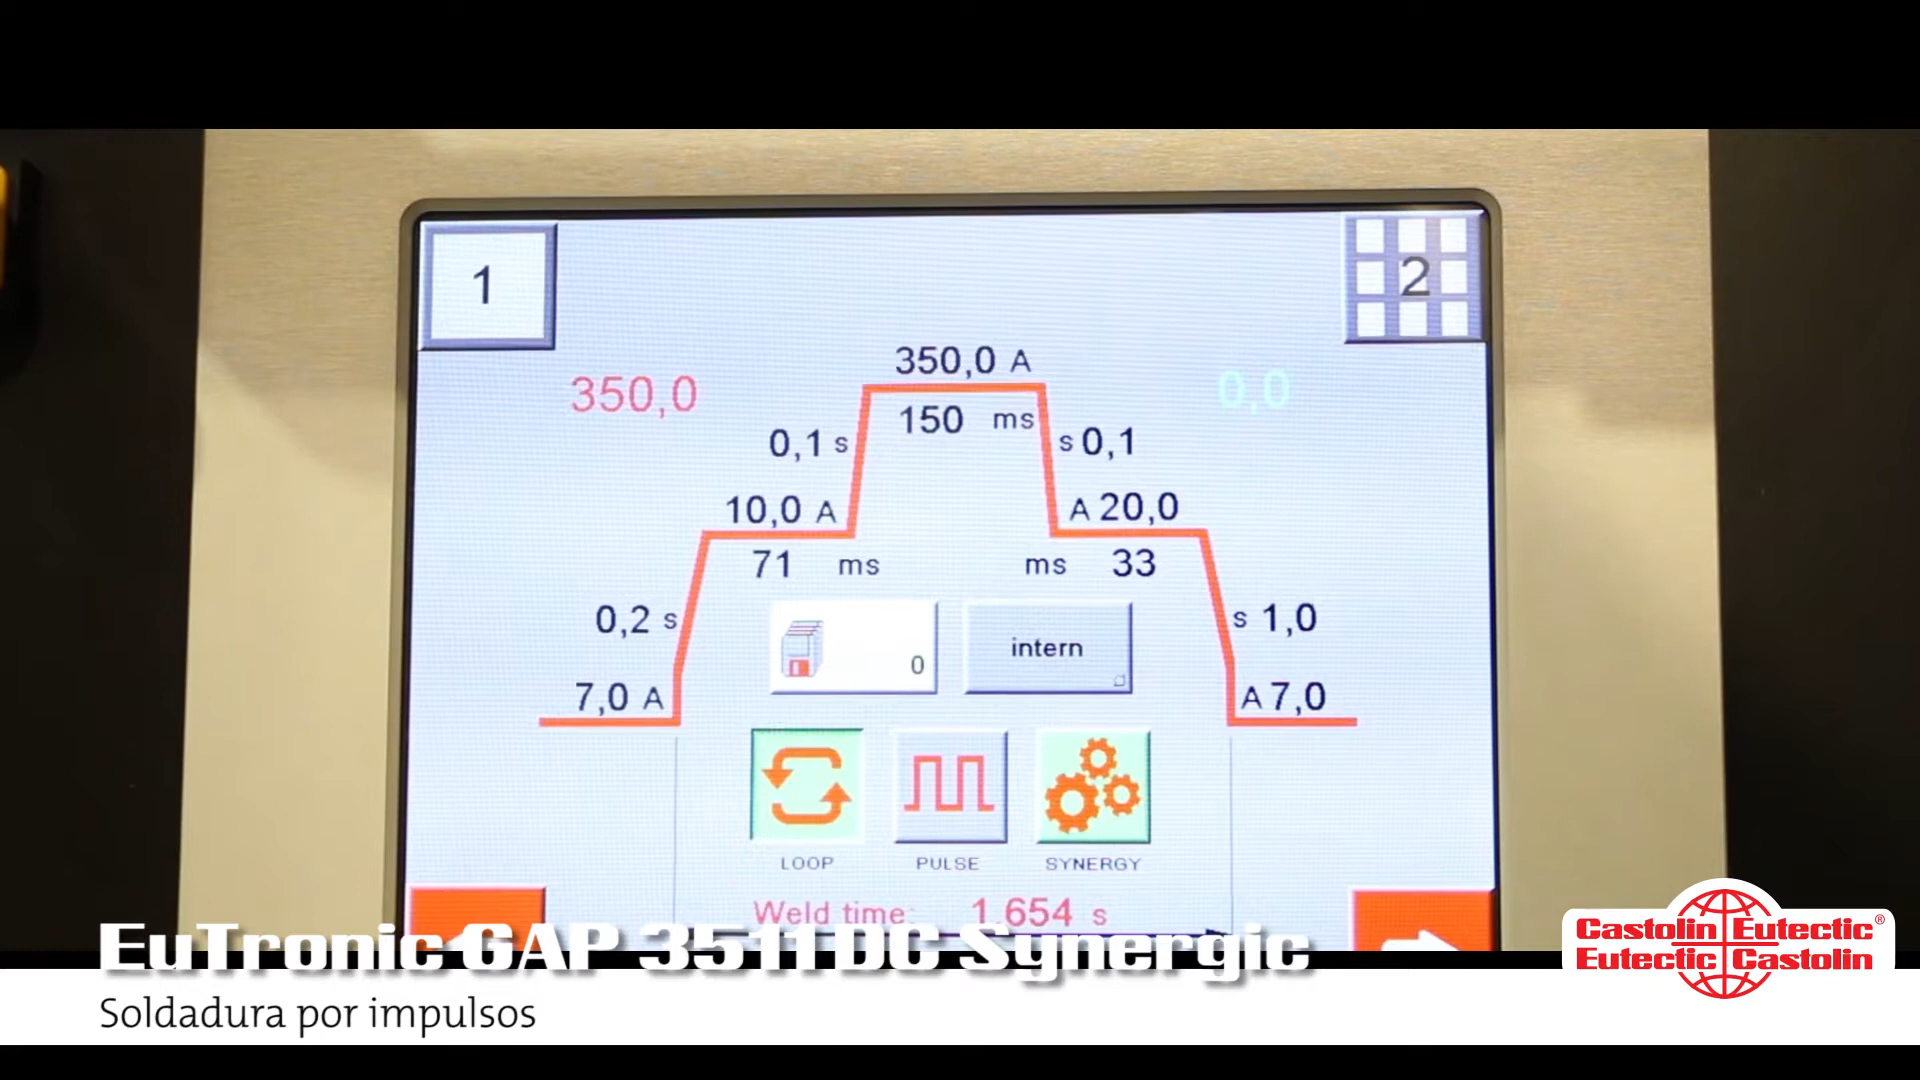 1
2
350,0 A
350,0
0,0
150 ms
0,1 s
s 0,1
10,0 A
A 20,0
71 ms
ms 33
0,2 s
s 1,0
0
intern
7,0 A
A 7,0
LOOP
PULSE
SYNERGY
Weld time: 1.654 s
EuTronic GAP 3511 DC Synergic
Soldadura por impulsos
Castolin Eutectic®
Eutectic Castolin